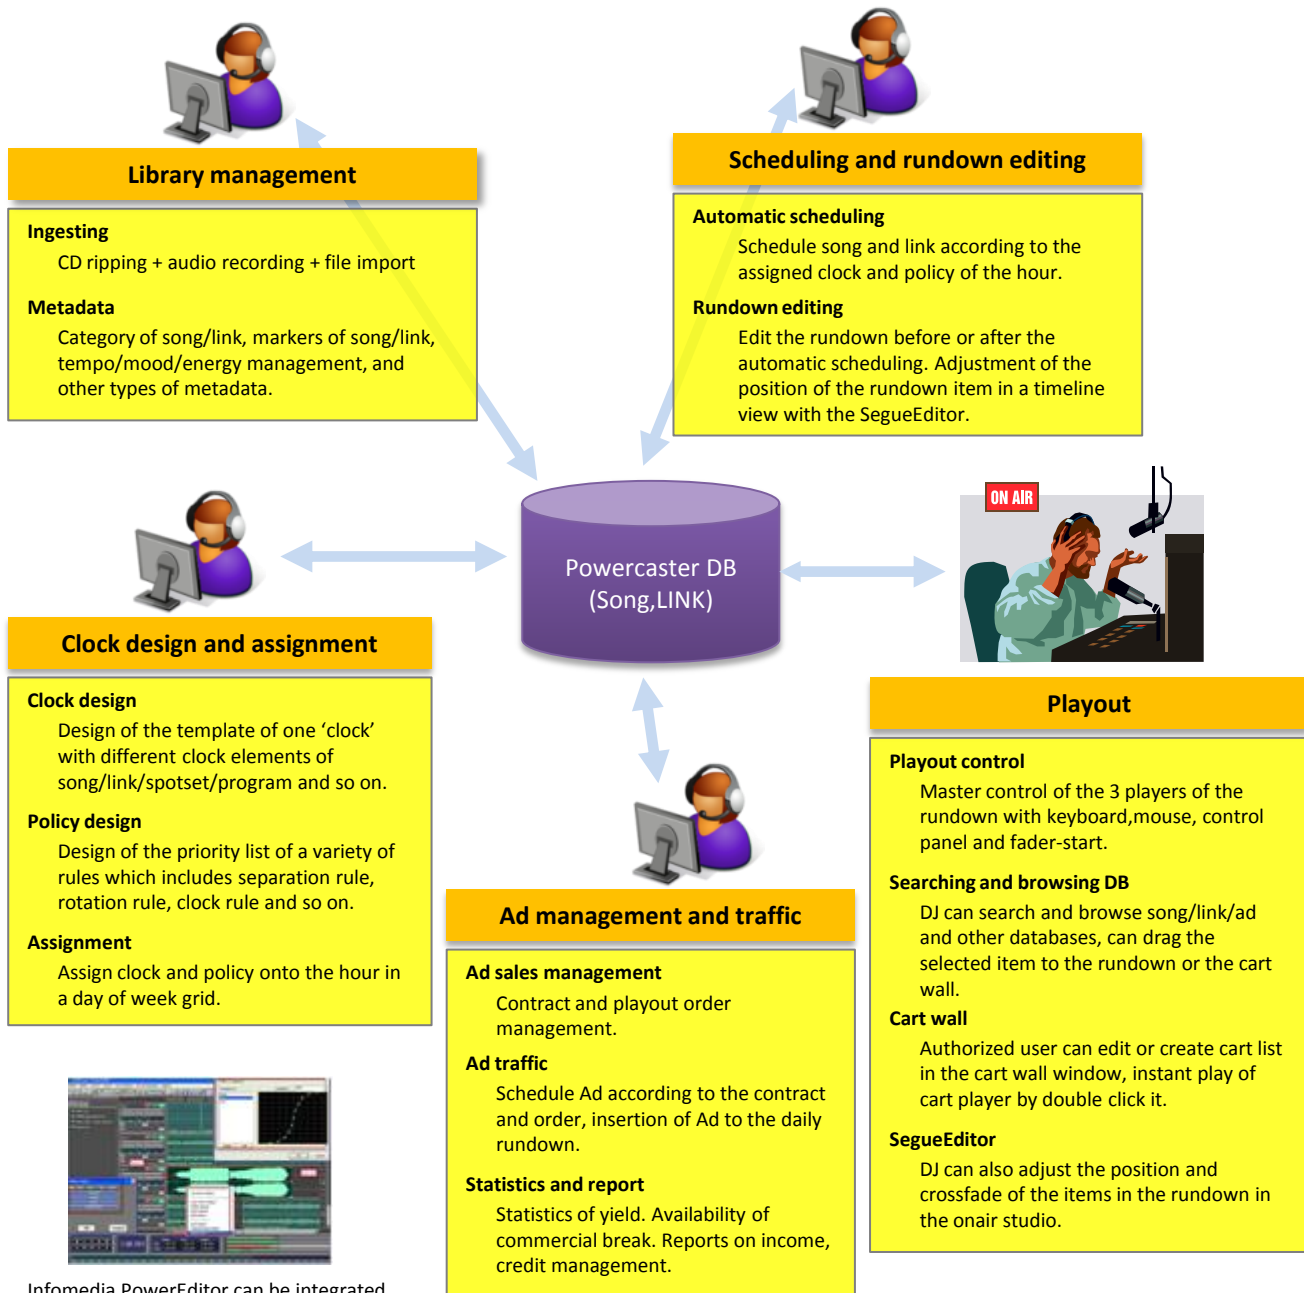 Library management
Ingesting
CD ripping + audio recording + file import
Metadata
Category of song/link, markers of song/link,
tempo/mood/energy management, and
other types of metadata.
Scheduling and rundown editing
Automatic scheduling
Schedule song and link according to the
assigned clock and policy of the hour.
Rundown editing
Edit the rundown before or after the
automatic scheduling. Adjustment of the
position of the rundown item in a timeline
view with the SegueEditor.
Powercaster DB
(Song,LINK)
ON AIR
Clock design and assignment
Clock design
Design of the template of one ‘clock’
with different clock elements of
song/link/spotset/program and so on.
Policy design
Design of the priority list of a variety of
rules which includes separation rule,
rotation rule, clock rule and so on.
Assignment
Assign clock and policy onto the hour in
a day of week grid.
Ad management and traffic
Ad sales management
Contract and playout order
management.
Ad traffic
Schedule Ad according to the contract
and order, insertion of Ad to the daily
rundown.
Statistics and report
Statistics of yield. Availability of
commercial break. Reports on income,
credit management.
Playout
Playout control
Master control of the 3 players of the
rundown with keyboard,mouse, control
panel and fader-start.
Searching and browsing DB
DJ can search and browse song/link/ad
and other databases, can drag the
selected item to the rundown or the cart
wall.
Cart wall
Authorized user can edit or create cart list
in the cart wall window, instant play of
cart player by double click it.
SegueEditor
DJ can also adjust the position and
crossfade of the items in the rundown in
the onair studio.
Infomedia PowerEditor can be integrated